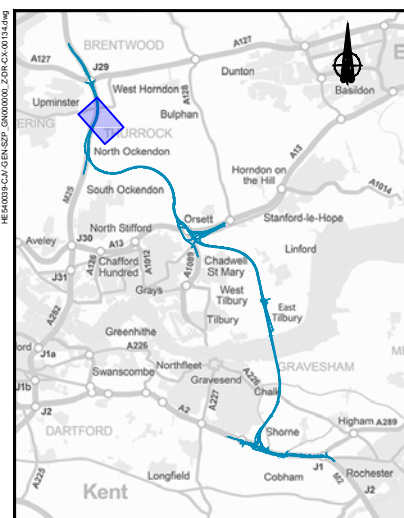 HE540039-CJV-GEN-SZP_GN000000_Z-DR-CX-00134.dwg
BRENTWOOD
J29
A127
A127
Dunton
Basildon
West Horndon
A128
Upminster
Bulphan
THURROCK
ERING
North Ockendon
A13
Horndon on
the Hill
A1014
M25
South Ockendon
Orsett
Stanford-le-Hope
North Stifford
Aveley
J30
A13
Linford
Chafford
Hundred
A126
A1012
A1089
Chadwell
St Mary
J31
Grays
West
Tilbury
East
Tilbury
A282
Tilbury
Greenhithe
A226
J1a
Swanscombe
Northfleet
GRAVESHAM
Gravesend
A226
Chalk
J1b
A227
J2
A2
Higham
A289
Shorne
DARTFORD
J1
Rochester
A225
Longfield
Cobham
M2
J2
Kent